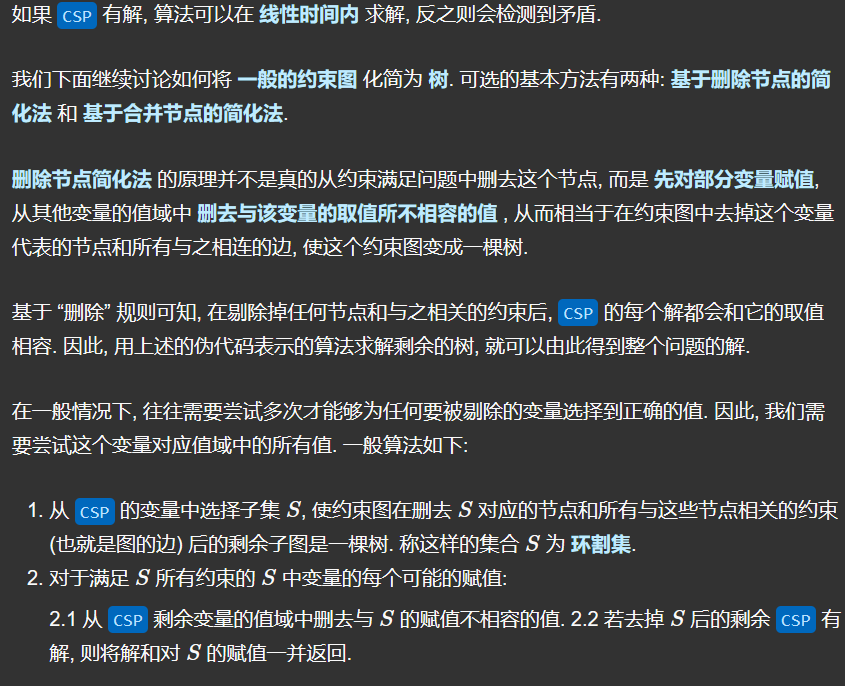 如果 CSP 有解, 算法可以在 线性时间内 求解, 反之则会检测到矛盾.
我们下面继续讨论如何将 一般的约束图 化简为 树. 可选的基本方法有两种: 基于删除节点的简
化法 和 基于合并节点的简化法.
删除节点简化法 的原理并不是真的从约束满足问题中删去这个节点, 而是 先对部分变量赋值,
从其他变量的值域中 删去与该变量的取值所不相容的值 , 从而相当于在约束图中去掉这个变量
代表的节点和所有与之相连的边, 使这个约束图变成一棵树.
基于 “删除” 规则可知, 在剔除掉任何节点和与之相关的约束后, CSP 的每个解都会和它的取值
相容. 因此, 用上述的伪代码表示的算法求解剩余的树, 就可以由此得到整个问题的解.
在一般情况下, 往往需要尝试多次才能够为任何要被剔除的变量选择到正确的值. 因此, 我们需
要尝试这个变量对应值域中的所有值. 一般算法如下:
1. 从 CSP 的变量中选择子集 S, 使约束图在删去 S 对应的节点和所有与这些节点相关的约束
(也就是图的边) 后的剩余子图是一棵树. 称这样的集合 S 为 环割集.
2. 对于满足 S 所有约束的 S 中变量的每个可能的赋值:
2.1 从 CSP 剩余变量的值域中删去与 S 的赋值不相容的值. 2.2 若去掉 S 后的剩余 CSP 有
解, 则将解和对 S 的赋值一并返回.